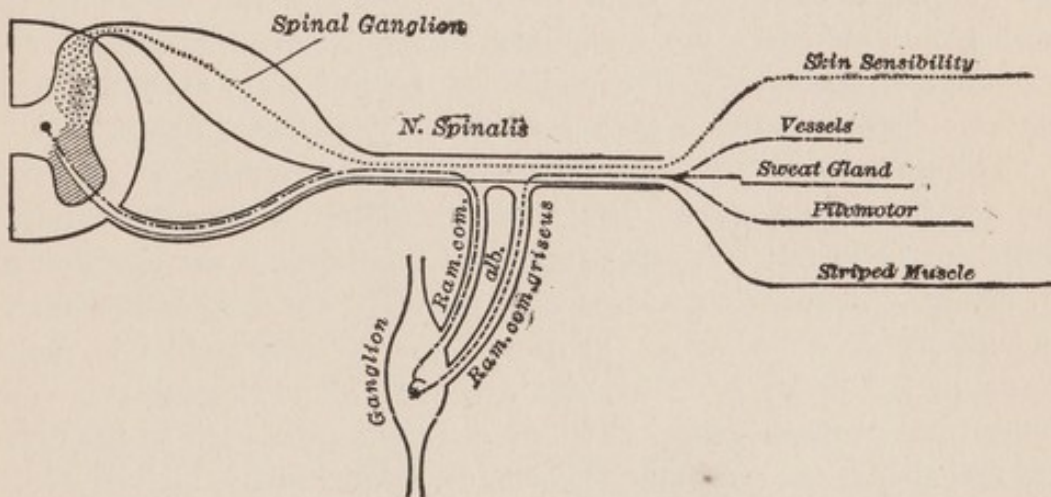 Spinal Ganglion
N. Spinalis
Skin Sensibility
Vessels
Sweat Gland
Pilomotor
Striped Muscle
Ram. com.
alb.
Ram. com. griseus
Ganglion